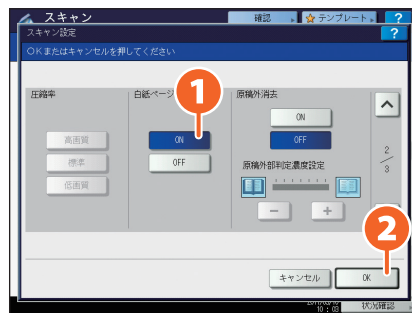 スキャン
確認
テンプレート
?
スキャン設定
?
OKまたはキャンセルを押してください
圧縮率
白紙ページ
原稿外消去
1
高画質
標準
低画質
ON
OFF
ON
OFF
原稿外部判定濃度設定
2
3
2
キャンセル
OK
10:03
状況確認